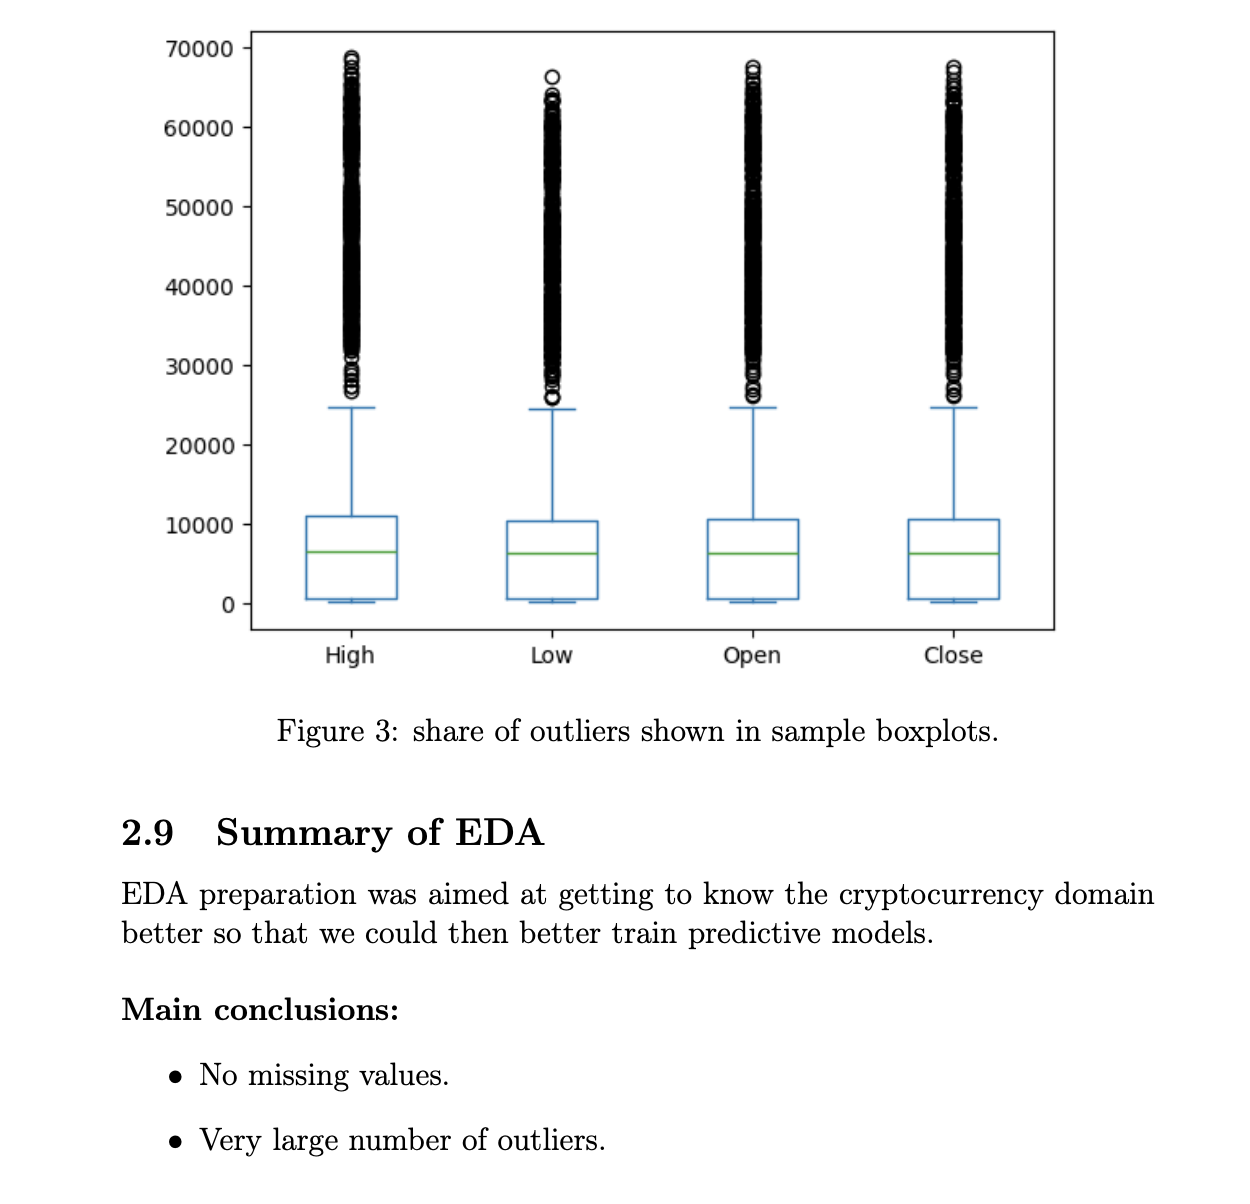 70000
60000
50000
40000
30000
20000
10000
0
High Low Open Close
Figure 3: share of outliers shown in sample boxplots.
2.9 Summary of EDA
EDA preparation was aimed at getting to know the cryptocurrency domain
better so that we could then better train predictive models.
Main conclusions:
• No missing values.
• Very large number of outliers.